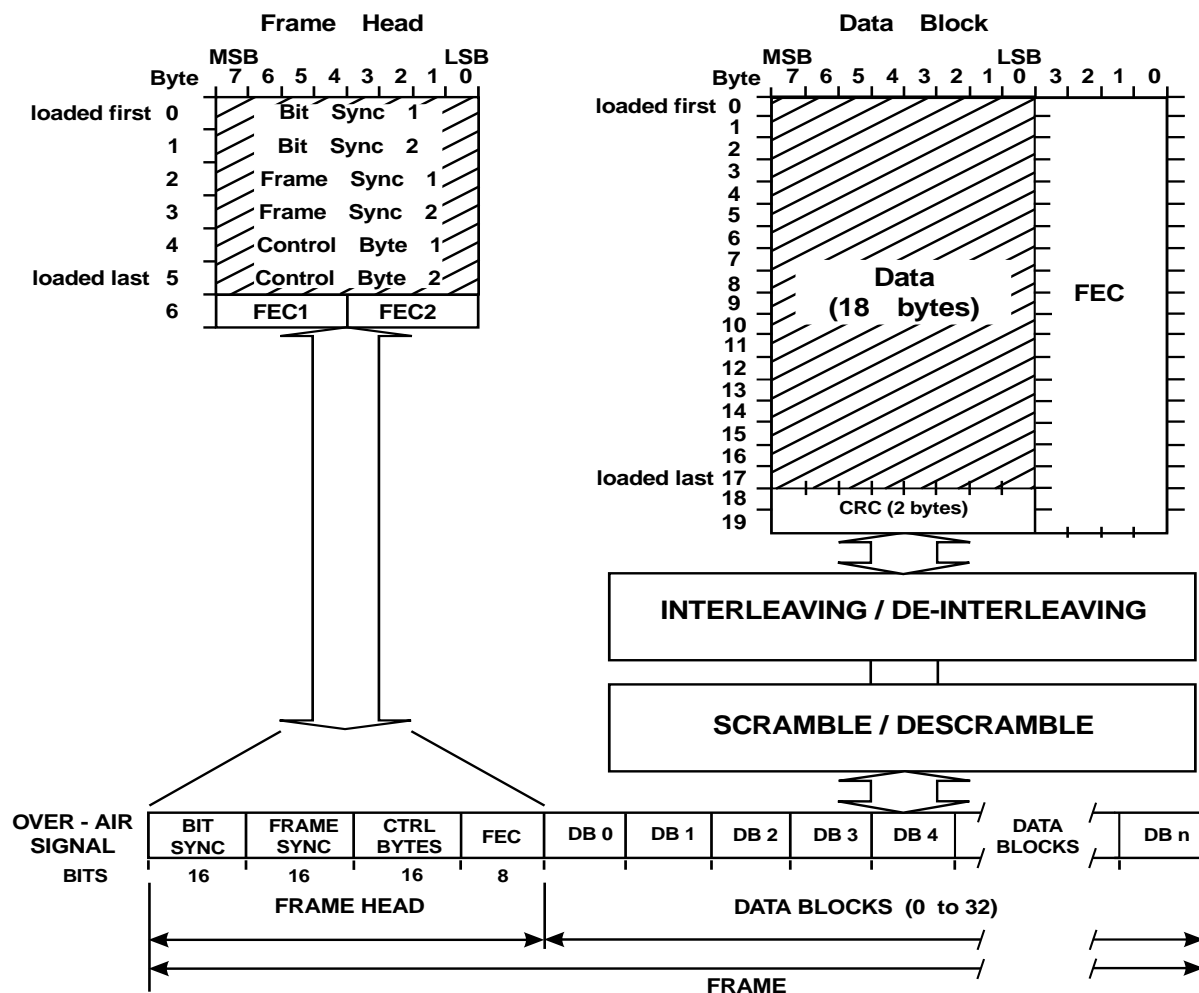 Frame Head
MSB LSB
Byte 7 6 5 4 3 2 1 0
loaded first 0 Bit Sync 1
1 Bit Sync 2
2 Frame Sync 1
3 Frame Sync 2
4 Control Byte 1
loaded last 5 Control Byte 2
6 FEC1 FEC2
Data Block
MSB LSB
Byte 7 6 5 4 3 2 1 0 3 2 1 0
loaded first 0
1
2
3
4
5
6
7
8
9
10
11
12
13
14
15
16
loaded last 17
18
19
Data
(18 bytes)
FEC
CRC (2 bytes)
INTERLEAVING / DE-INTERLEAVING
SCRAMBLE / DESCRAMBLE
OVER - AIR
SIGNAL
BIT
SYNC
FRAME
SYNC
CTRL
BYTES
FEC
DB 0
DB 1
DB 2
DB 3
DB 4
DATA
BLOCKS
DB n
BITS 16 16 16 8
FRAME HEAD
DATA BLOCKS (0 to 32)
FRAME